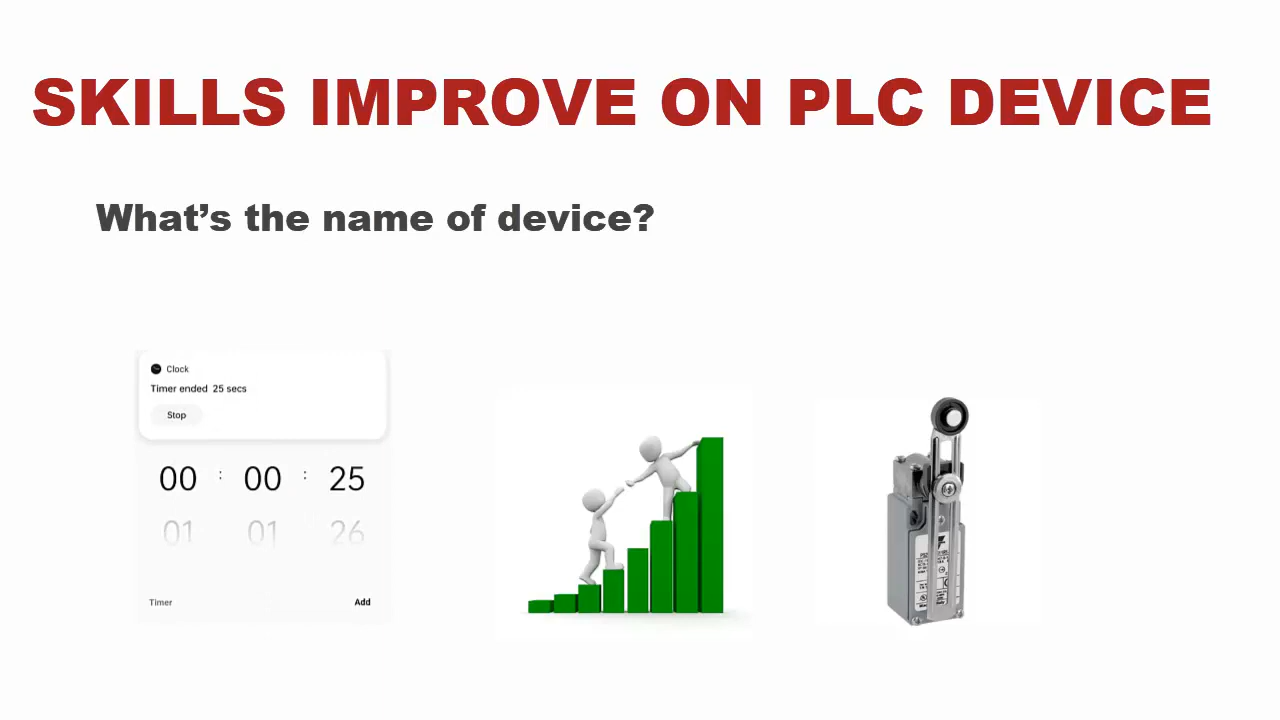 SKILLS IMPROVE ON PLC DEVICE
What’s the name of device?
Clock
Timer ended 25 secs
Stop
00 : 00 : 25
01 01 26
Timer Add